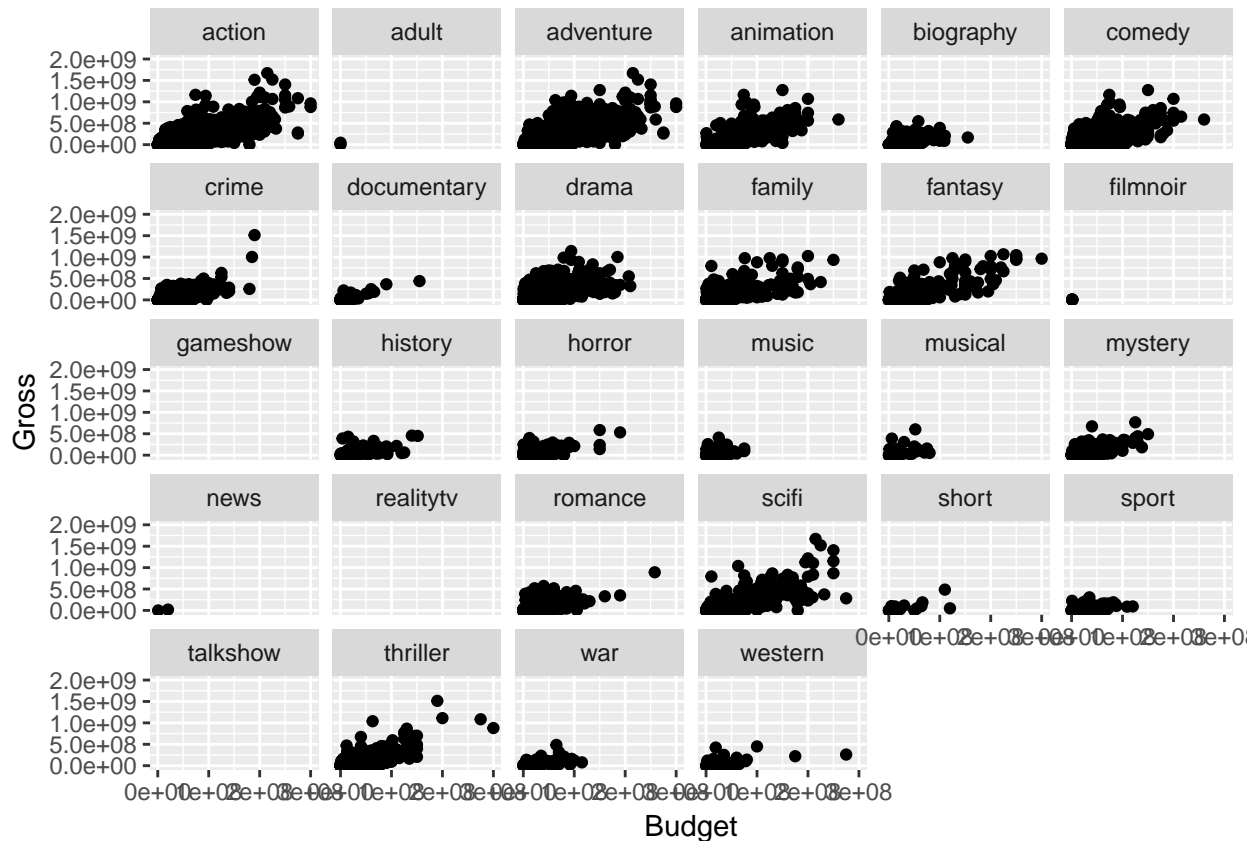 action adult adventure animation biography comedy
2.0e+09
1.5e+09
1.0e+09
5.0e+08
0.0e+00
crime documentary drama family fantasy filmnoir
2.0e+09
1.5e+09
1.0e+09
5.0e+08
0.0e+00
gameshow history horror music musical mystery
2.0e+09
1.5e+09
1.0e+09
5.0e+08
0.0e+00
Gross
news realitytv romance scifi short sport
2.0e+09
1.5e+09
1.0e+09
5.0e+08
0.0e+00
talkshow thriller war western
2.0e+09
1.5e+09
1.0e+09
5.0e+08
0.0e+00
Budget